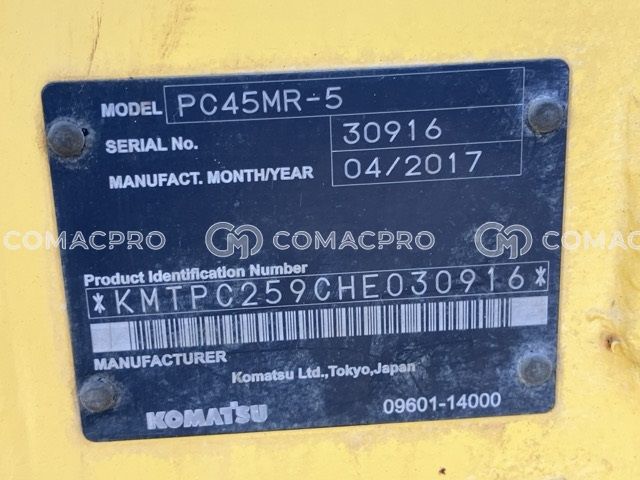 MODEL PC45MR-5
SERIAL No. 30916
MANUFACT. MONTH/YEAR 04/2017
COMACPRO COMACPRO
Product Identification Number
*KMTPC259CHE030916*
MANUFACTURER
Komatsu Ltd.,Tokyo,Japan
KOMATSU 09601-14000